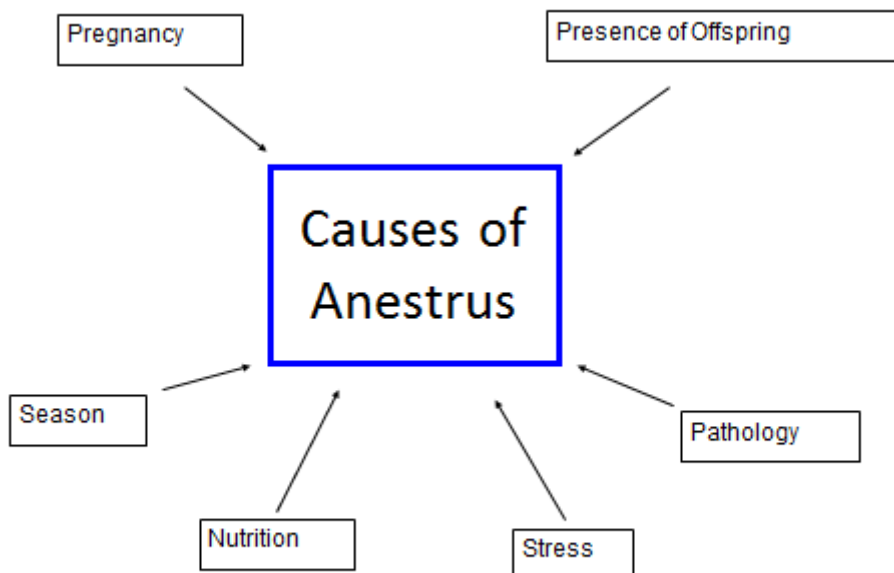 Pregnancy
Presence of Offspring
Causes of
Anestrus
Season
Pathology
Nutrition
Stress